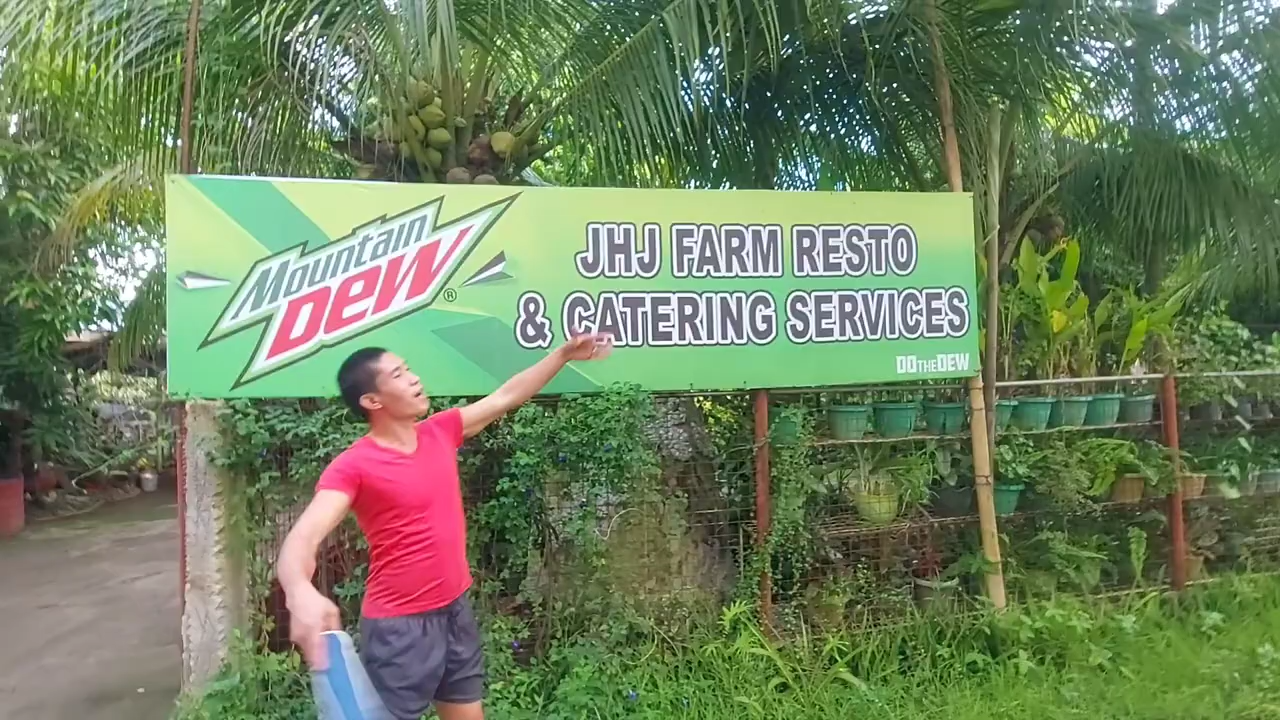 Mountain
Dew®
JHJ FARM RESTO
& CATERING SERVICES
DO THE DEW